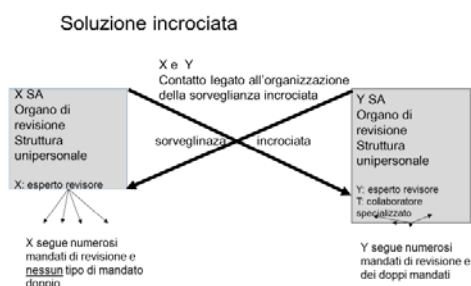 Soluzione incrociata
X e Y
Contatto legato all'organizzazione
della sorveglianza incrociata
X SA
Organo di
revisione
Struttura
unipersonale
X: esperto revisore
sorveglinaza incrociata
Y SA
Organo di
revisione
Struttura
unipersonale
Y: esperto revisore
T: collaboratore
specializzato
X segue numerosi
mandati di revisione e
nessun tipo di mandato
doppio
Y segue numerosi
mandati di revisione e
dei doppi mandati